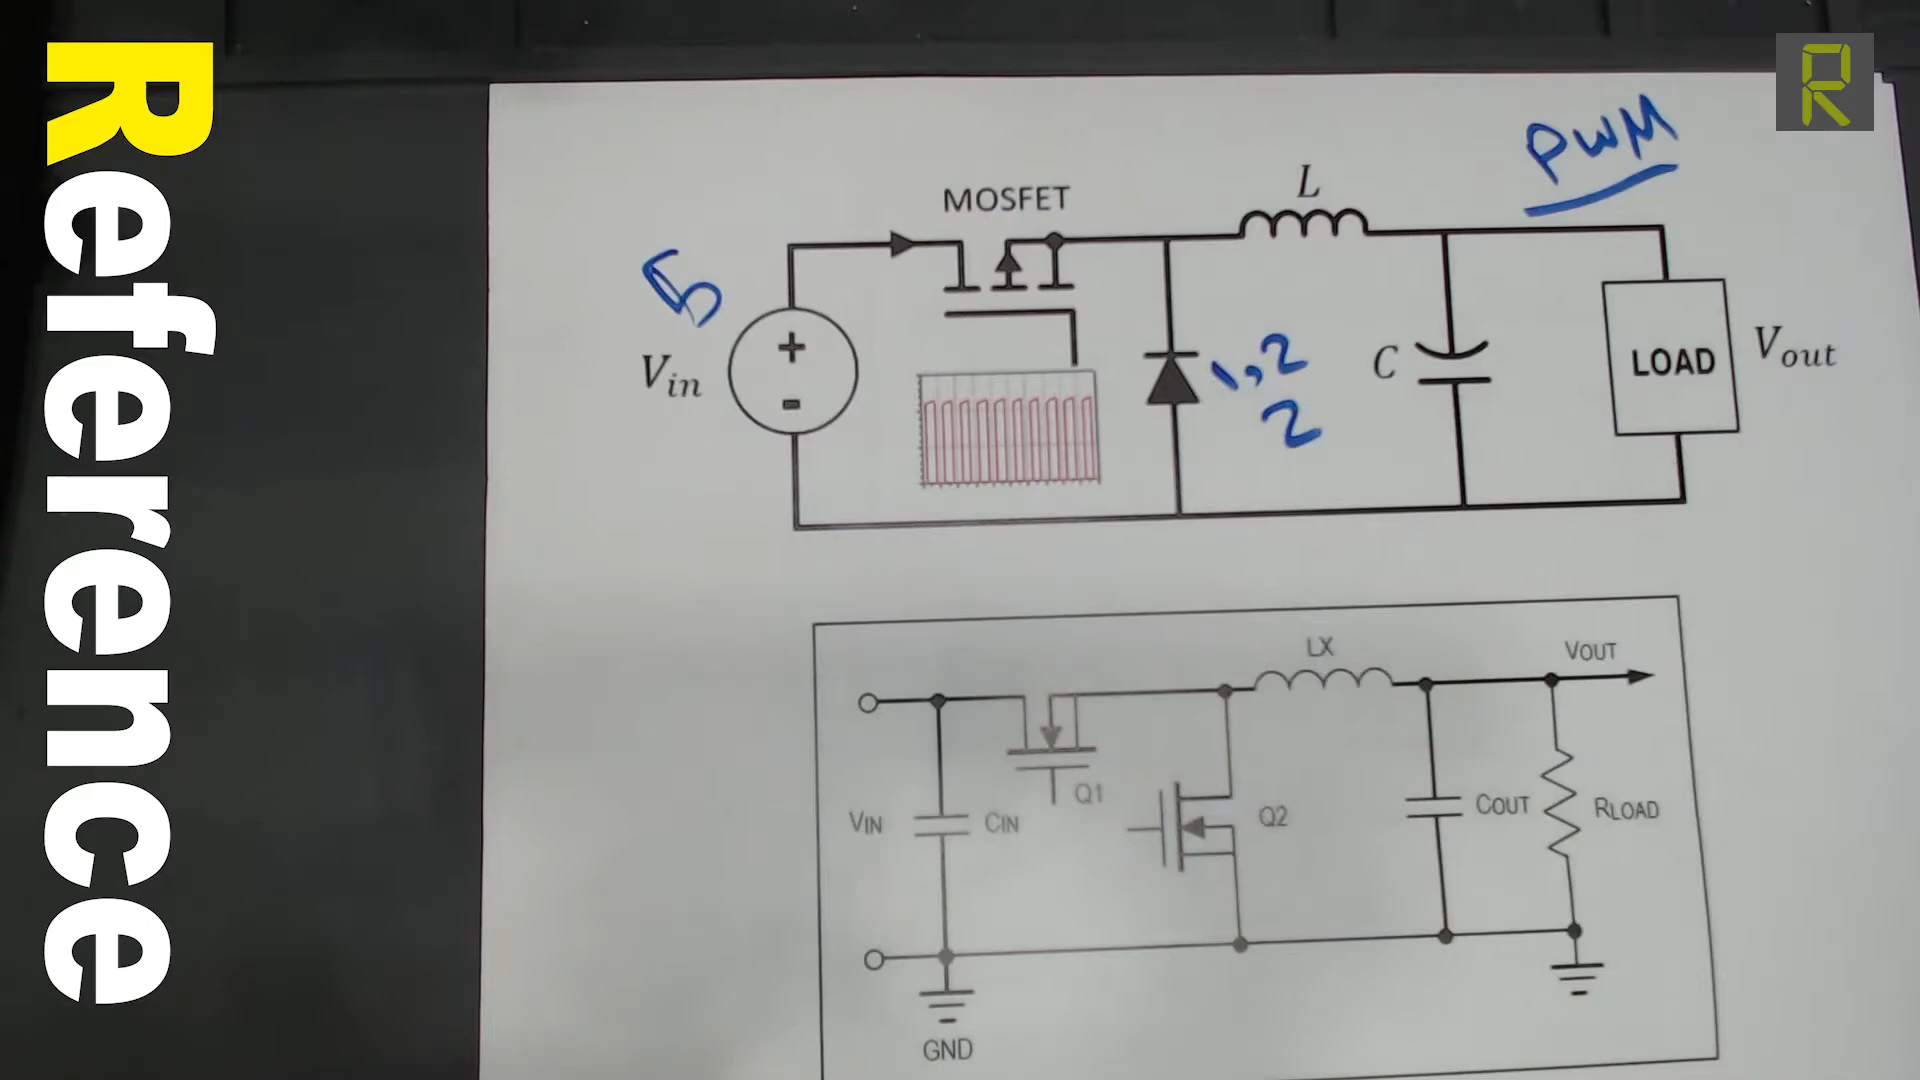 Reference
R
PWM
MOSFET
L
5
Vin
+
-
1,2
2
C
LOAD
Vout
LX
VOUT
Q1
VIN
CIN
Q2
COUT
RLOAD
GND